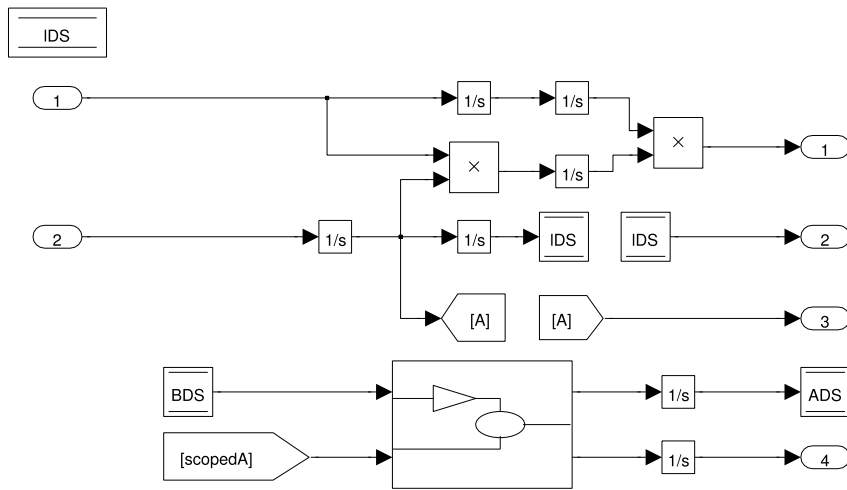 IDS
1
1/s
1/s
×
×
1/s
1
2
1/s
1/s
IDS
IDS
2
[A]
[A]
3
BDS
1/s
ADS
[scopedA]
1/s
4